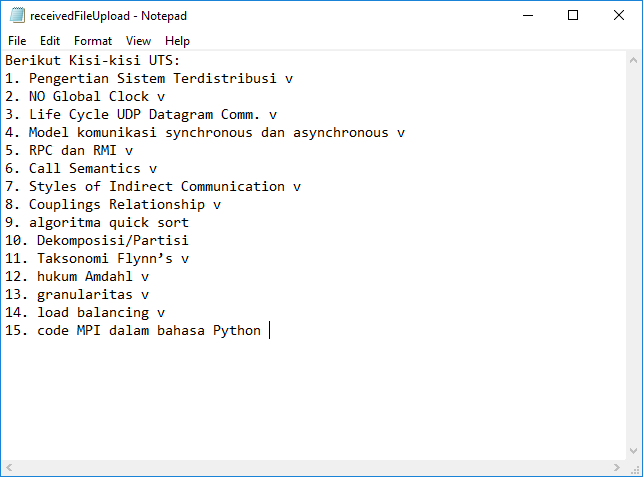 receivedFileUpload - Notepad
File Edit Format View Help
Berikut Kisi-kisi UTS:
1. Pengertian Sistem Terdistribusi v
2. NO Global Clock v
3. Life Cycle UDP Datagram Comm. v
4. Model komunikasi synchronous dan asynchronous v
5. RPC dan RMI v
6. Call Semantics v
7. Styles of Indirect Communication v
8. Couplings Relationship v
9. algoritma quick sort
10. Dekomposisi/Partisi
11. Taksonomi Flynn’s v
12. hukum Amdahl v
13. granularitas v
14. load balancing v
15. code MPI dalam bahasa Python